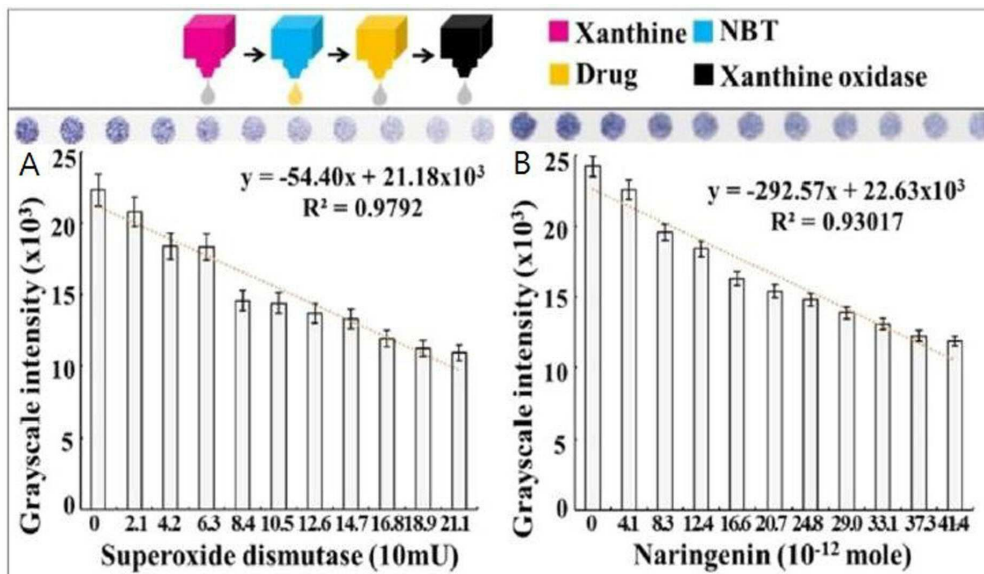 Xanthine NBT
Drug Xanthine oxidase
A
y = -54.40x + 21.18x10³
R² = 0.9792
Grayscale intensity (x10³)
25
20
15
10
5
0
0 2.1 4.2 6.3 8.4 10.5 12.6 14.7 16.8 18.9 21.1
Superoxide dismutase (10mU)
B
y = -292.57x + 22.63x10³
R² = 0.93017
Grayscale intensity (x10³)
25
20
15
10
5
0
0 4.1 8.3 12.4 16.6 20.7 24.8 29.0 33.1 37.3 41.4
Naringenin (10⁻¹² mole)